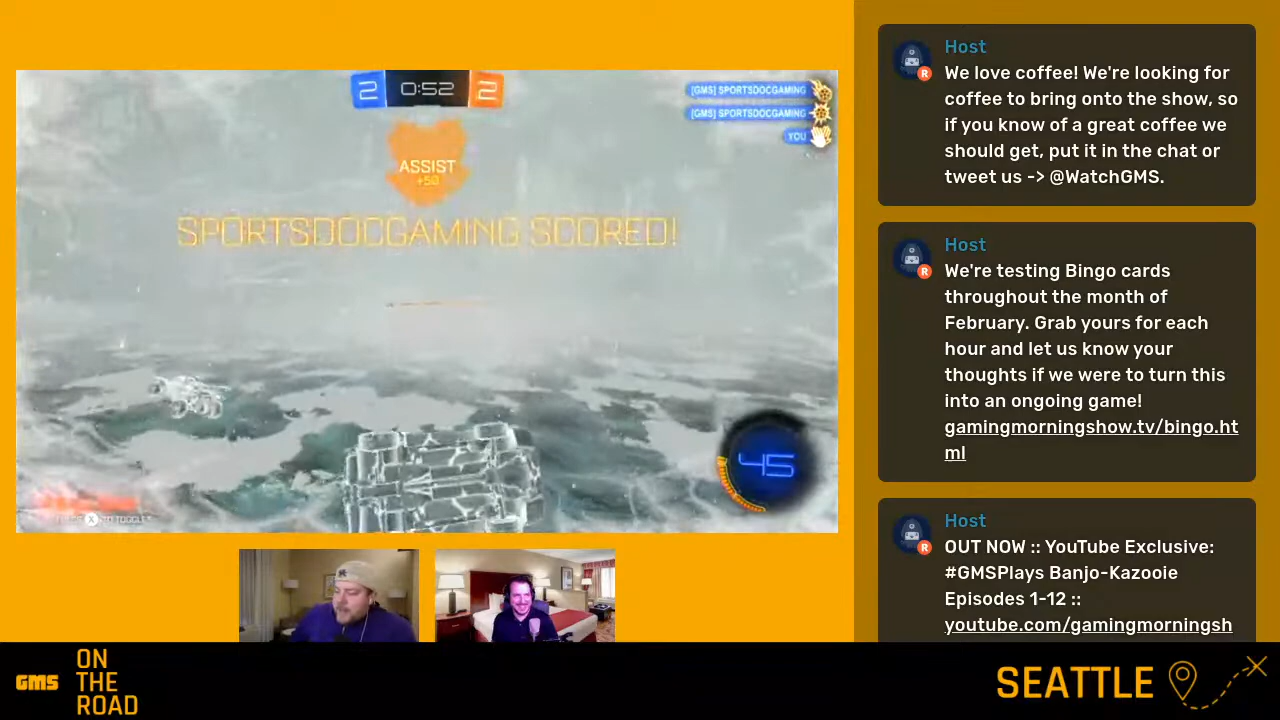 2 0:52 2
[GMS] SPORTSDOCGAMING
[GMS] SPORTSDOCGAMING
YOU
ASSIST
+50
SPORTSDOCGAMING SCORED!
45
X TO TOGGLE
Host
We love coffee! We're looking for
coffee to bring onto the show, so
if you know of a great coffee we
should get, put it in the chat or
tweet us -> @WatchGMS.
Host
We're testing Bingo cards
throughout the month of
February. Grab yours for each
hour and let us know your
thoughts if we were to turn this
into an ongoing game!
gamingmorningshow.tv/bingo.ht
ml
Host
OUT NOW :: YouTube Exclusive:
#GMSPlays Banjo-Kazooie
Episodes 1-12 ::
youtube.com/gamingmorningsh
GMS
ON
THE
ROAD
SEATTLE